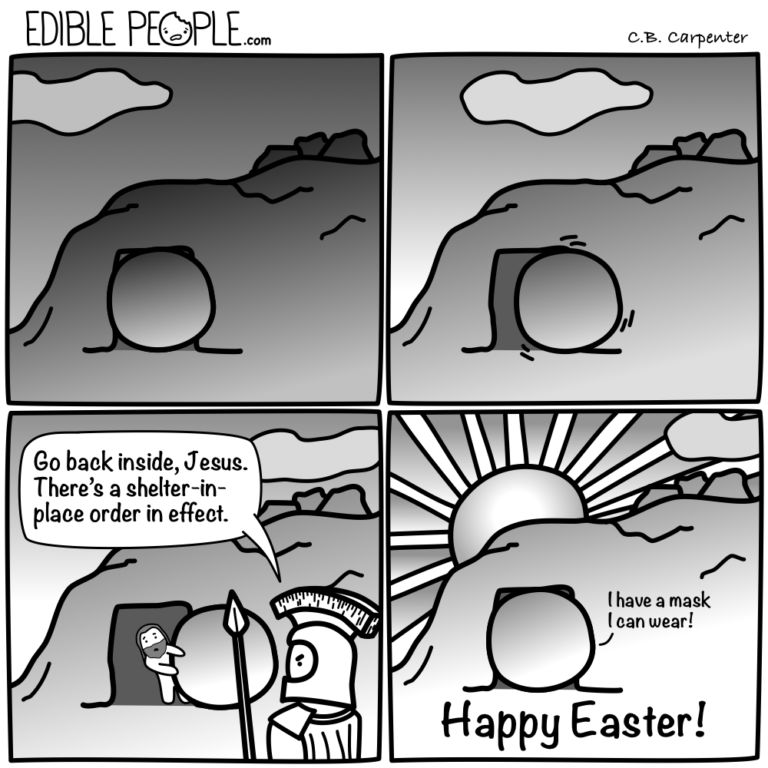 EDIBLE PEOPLE.com
C.B. Carpenter
Go back inside, Jesus.
There's a shelter-in-
place order in effect.
I have a mask
I can wear!
Happy Easter!